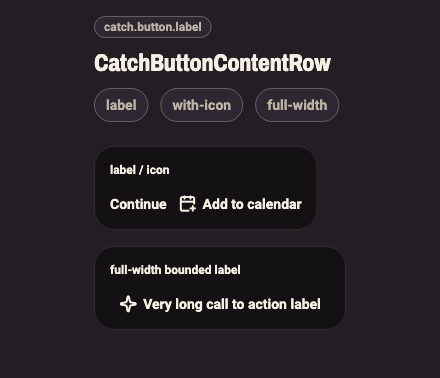 catch.button.label
CatchButtonContentRow
label with-icon full-width
label / icon
Continue Add to calendar
full-width bounded label
Very long call to action label